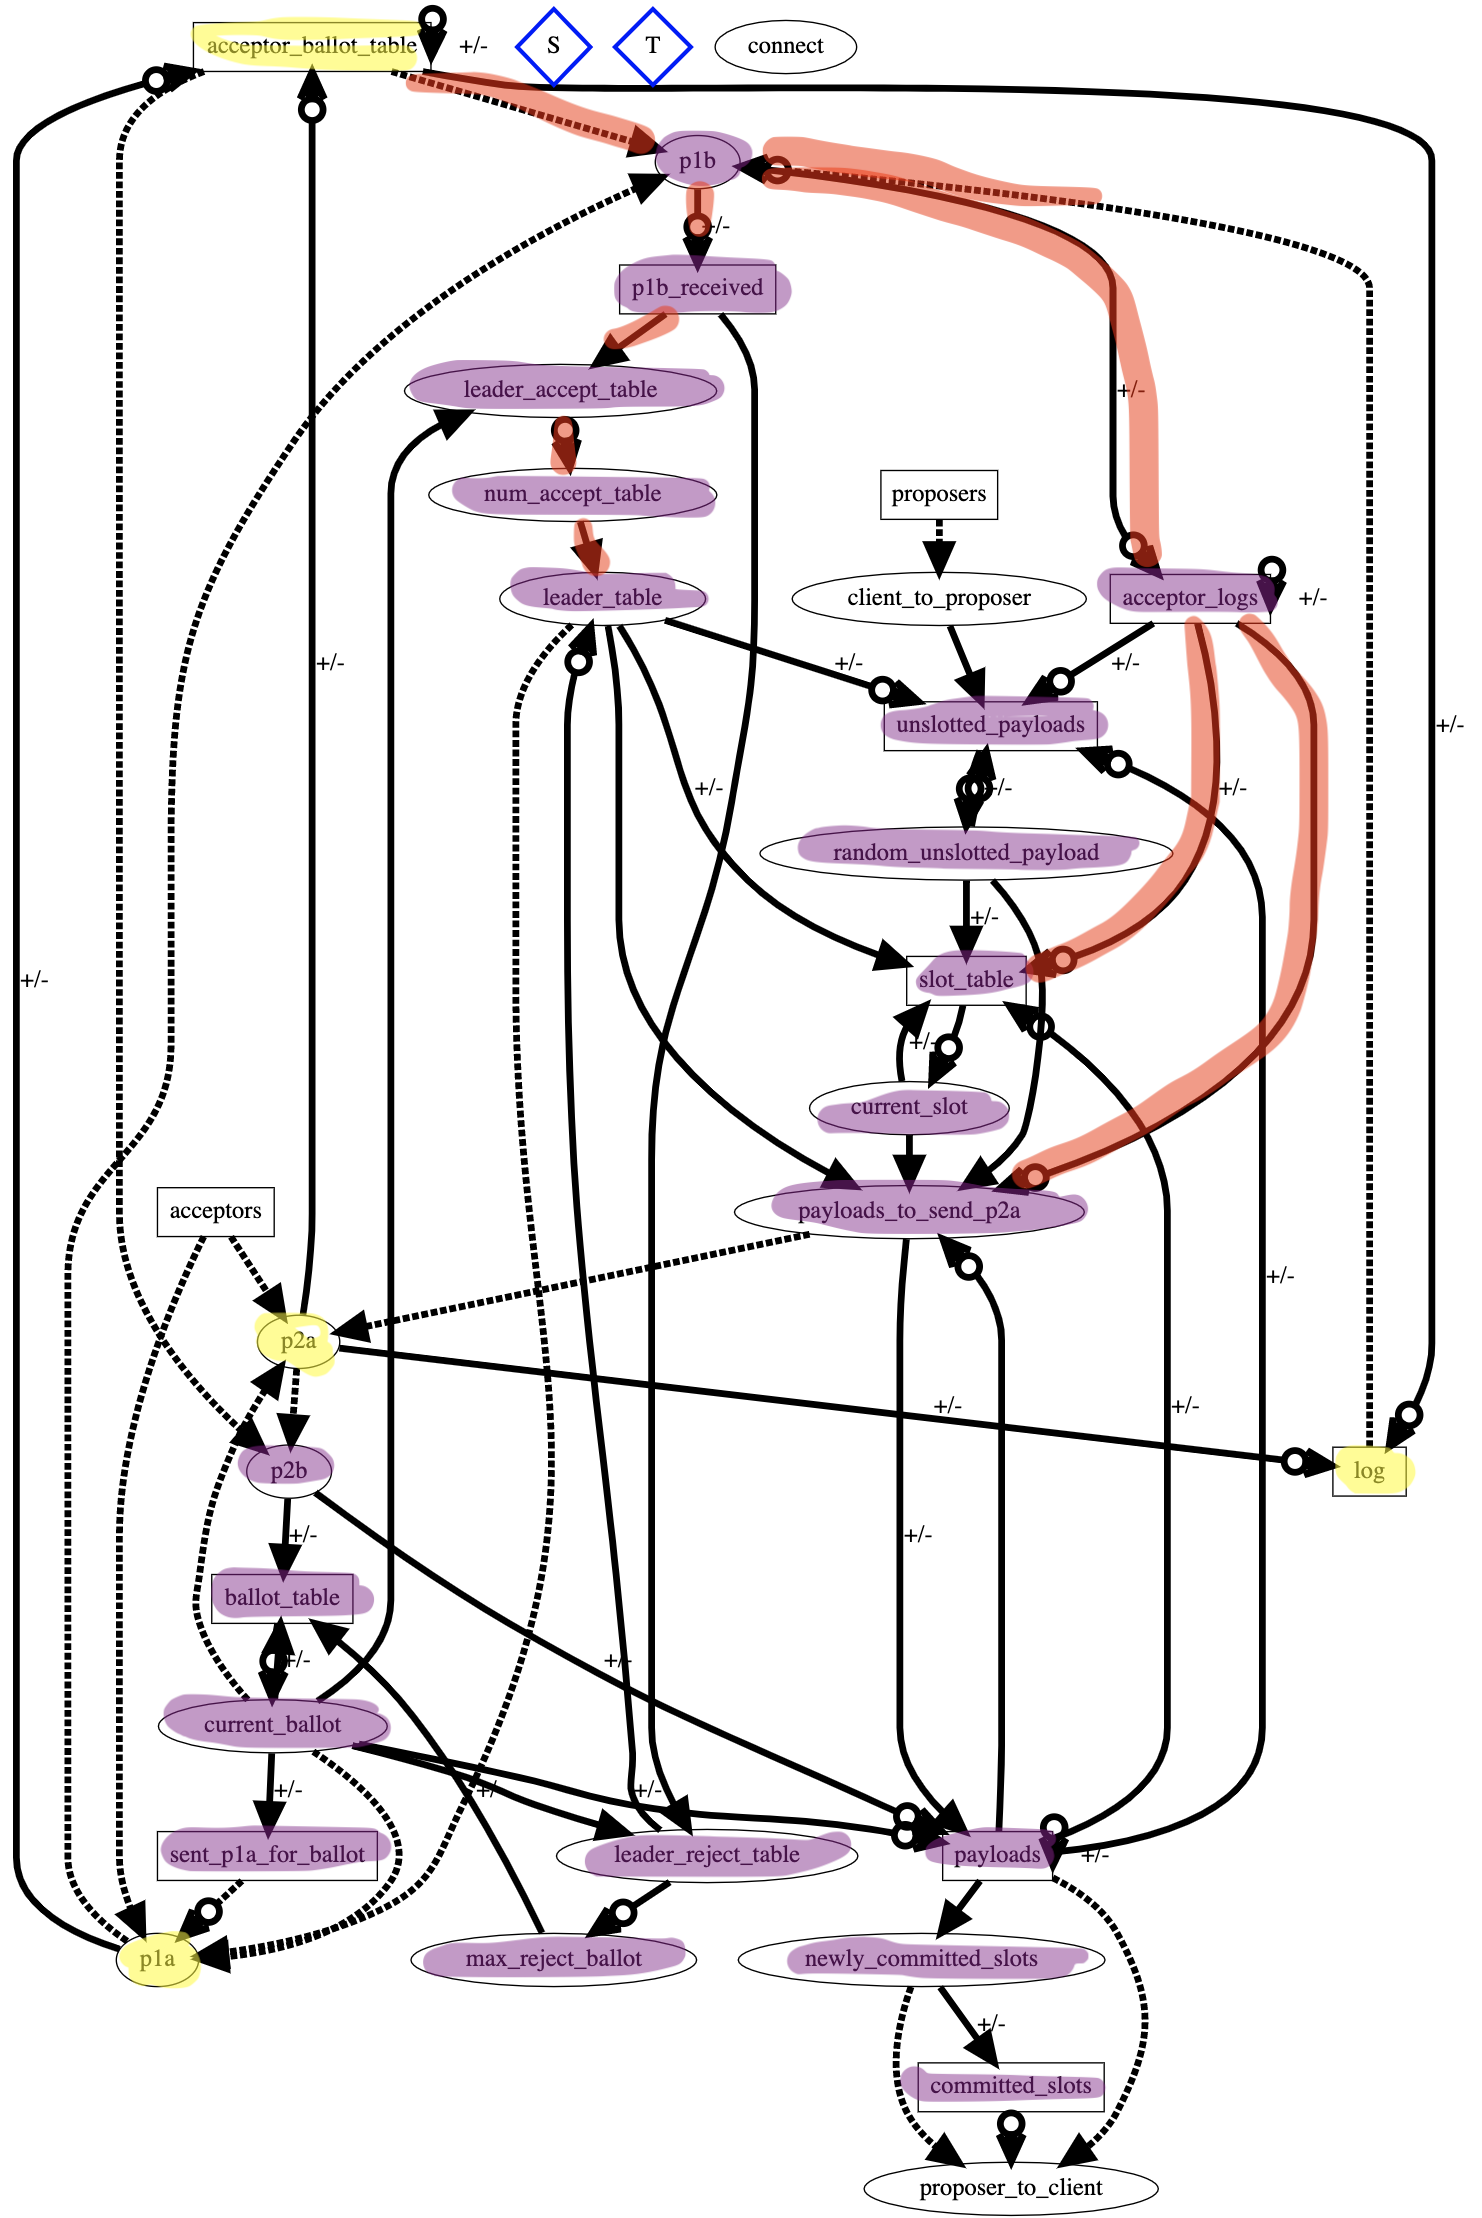 acceptor_ballot_table +/- S T connect
p1b
+/-
p1b_received
leader_accept_table +/-
num_accept_table proposers
leader_table client_to_proposer acceptor_logs +/-
+/- +/- +/-
unslotted_payloads +/-
+/- +/- +/-
random_unslotted_payload
+/-
slot_table
+/-
+/-
current_slot
acceptors payloads_to_send_p2a
+/-
p2a
+/- +/-
p2b log
+/- +/-
ballot_table
+/- +/-
current_ballot
+/- +/- +/-
sent_p1a_for_ballot leader_reject_table payloads +/-
p1a max_reject_ballot newly_committed_slots
+/-
committed_slots
proposer_to_client